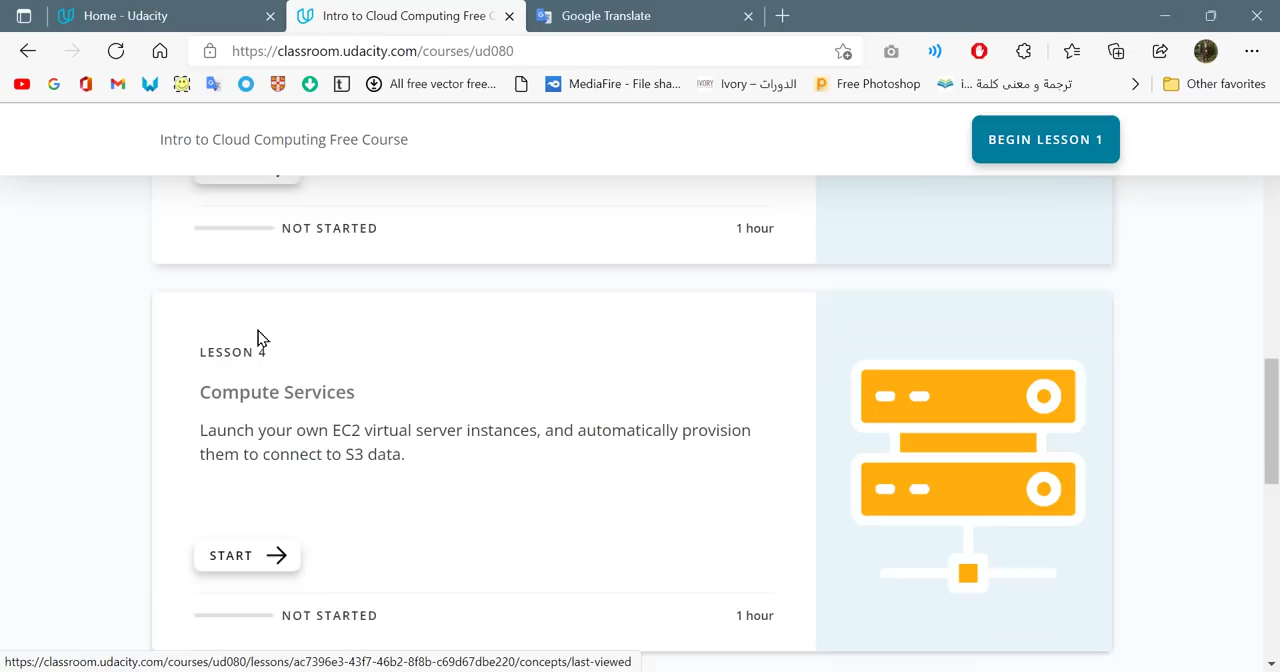 Home - Udacity
Intro to Cloud Computing Free C
Google Translate
https://classroom.udacity.com/courses/ud080
All free vector free...
MediaFire - File sha...
IVORY
Ivory – الدورات
Free Photoshop
ترجمة و معنى كلمة i...
Other favorites
Intro to Cloud Computing Free Course
BEGIN LESSON 1
NOT STARTED
1 hour
LESSON 4
Compute Services
Launch your own EC2 virtual server instances, and automatically provision
them to connect to S3 data.
START
NOT STARTED
1 hour
https://classroom.udacity.com/courses/ud080/lessons/ac7396e3-43f7-46b2-8f8b-c69d67dbe220/concepts/last-viewed